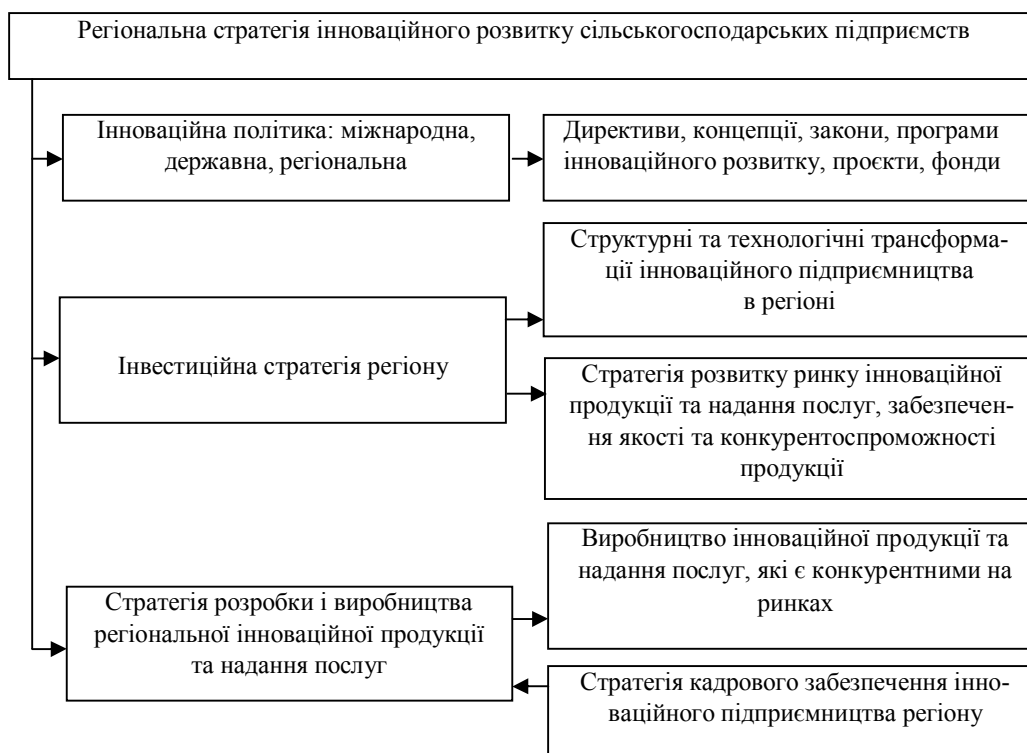 Регіональна стратегія інноваційного розвитку сільськогосподарських підприємств
Інноваційна політика: міжнародна,
державна, регіональна
Директиви, концепції, закони, програми
інноваційного розвитку, проєкти, фонди
Структурні та технологічні трансформа-
ції інноваційного підприємництва
в регіоні
Інвестиційна стратегія регіону
Стратегія розвитку ринку інноваційної
продукції та надання послуг, забезпечен-
ня якості та конкурентоспроможності
продукції
Виробництво інноваційної продукції та
надання послуг, які є конкурентними на
ринках
Стратегія розробки і виробництва
регіональної інноваційної продукції
та надання послуг
Стратегія кадрового забезпечення інно-
ваційного підприємництва регіону